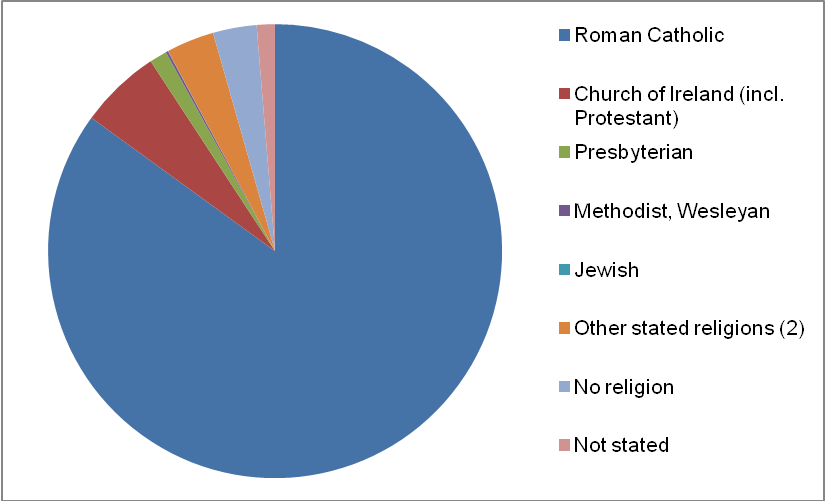 Roman Catholic
Church of Ireland (incl.
Protestant)
Presbyterian
Methodist, Wesleyan
Jewish
Other stated religions (2)
No religion
Not stated